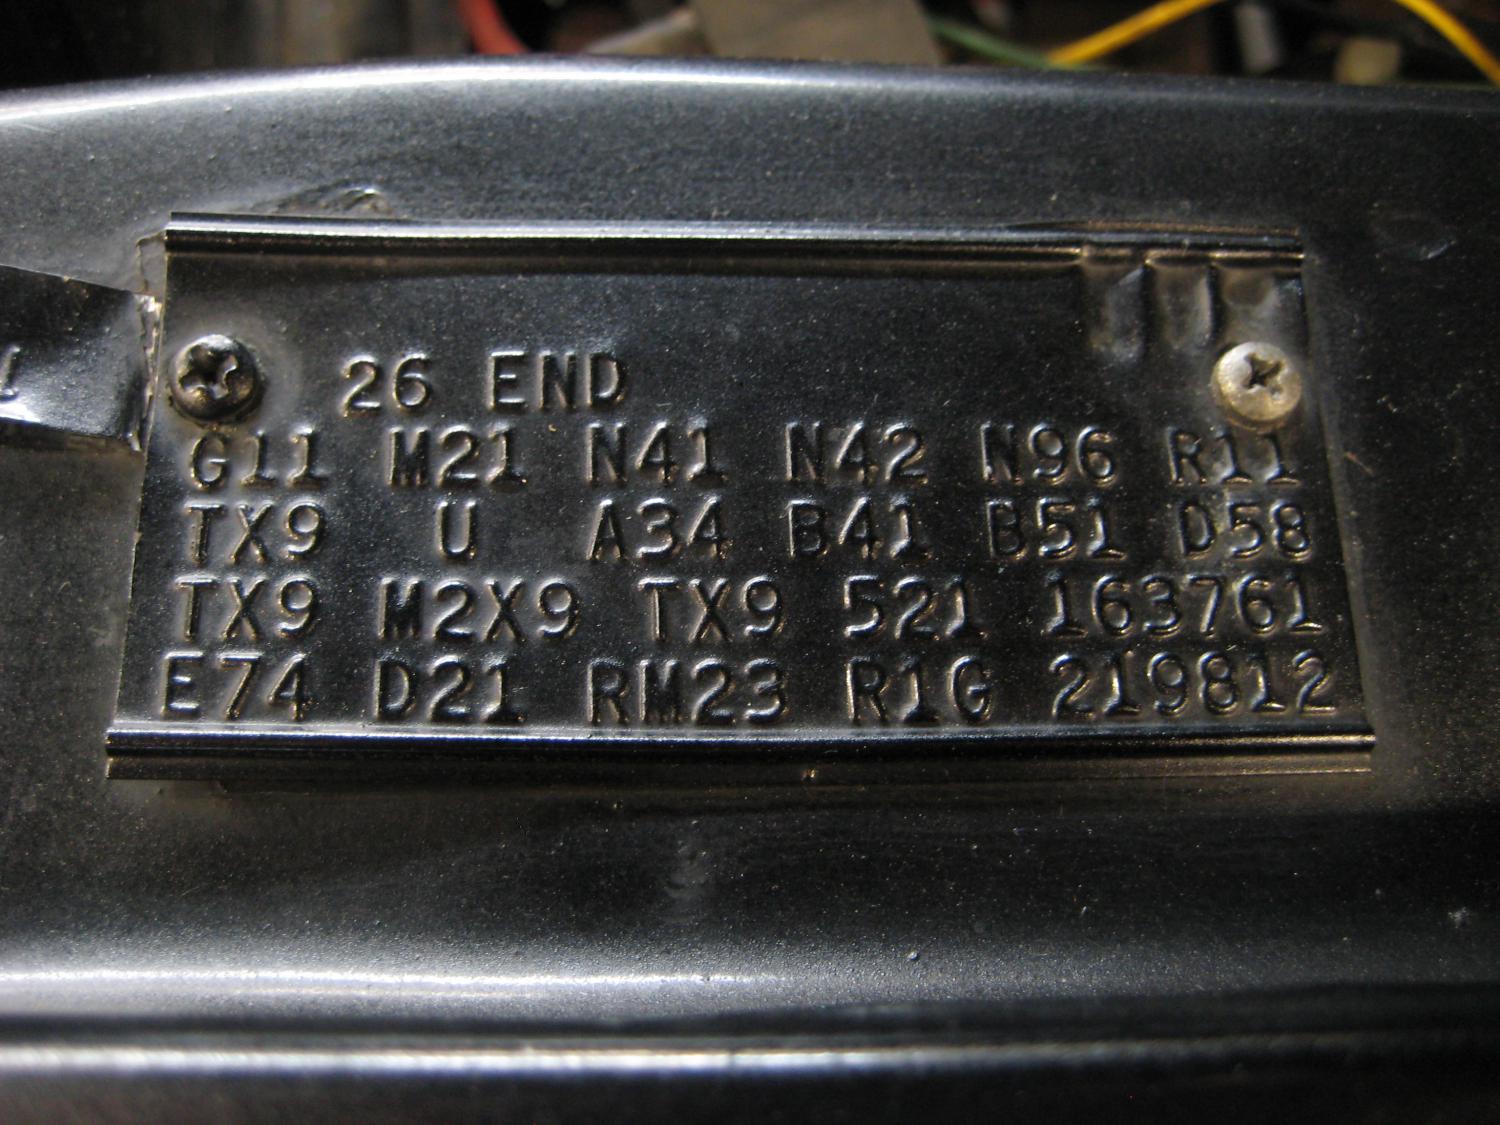 26 END
G11 M21 N41 N42 N96 R11
TX9 U A34 B41 B51 D58
TX9 M2X9 TX9 521 163761
E74 D21 RM23 R1G 219812